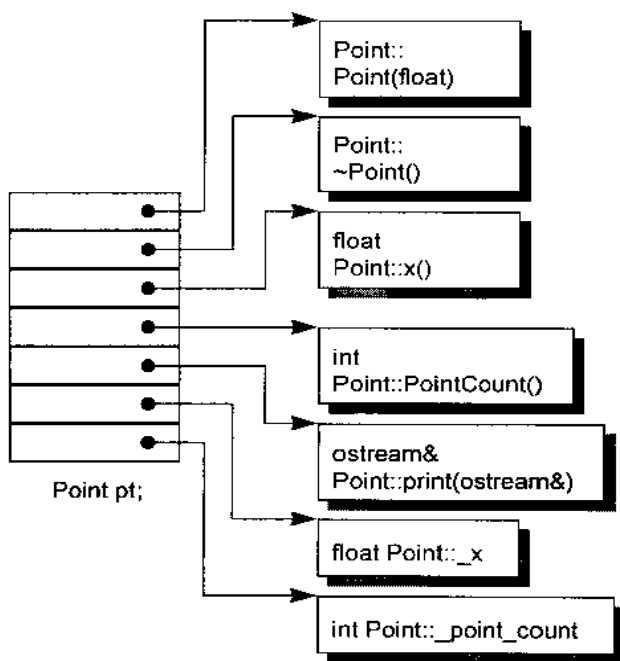 Point::
Point(float)
Point::
~Point()
float
Point::x()
int
Point::PointCount()
ostream&
Point::print(ostream&)
Point pt;
float Point::_x
int Point::_point_count